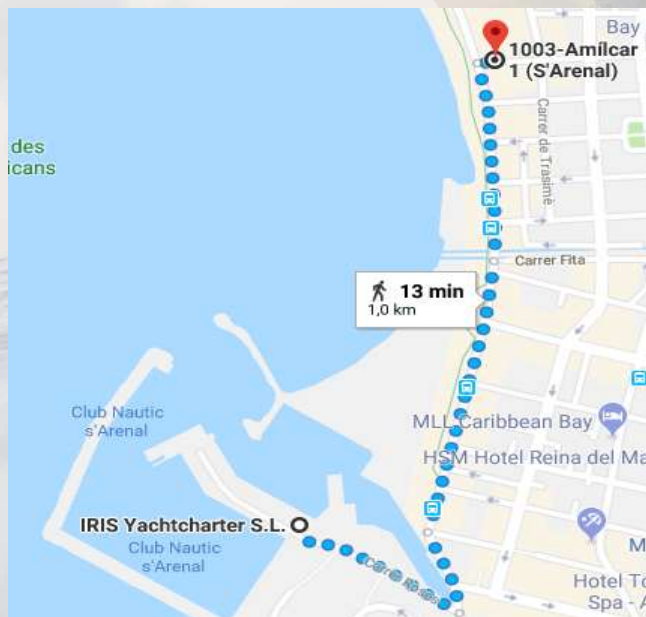 Bay
1003-Amílcar
1 (S'Arenal)
des
icans
Carrer de Trasimè
Carrer Fita
13 min
1,0 km
Club Nautic
s'Arenal
MLL Caribbean Bay
HSM Hotel Reina del Ma
IRIS Yachtcharter S.L.
Club Nautic
s'Arenal
M
Hotel To
Spa - A